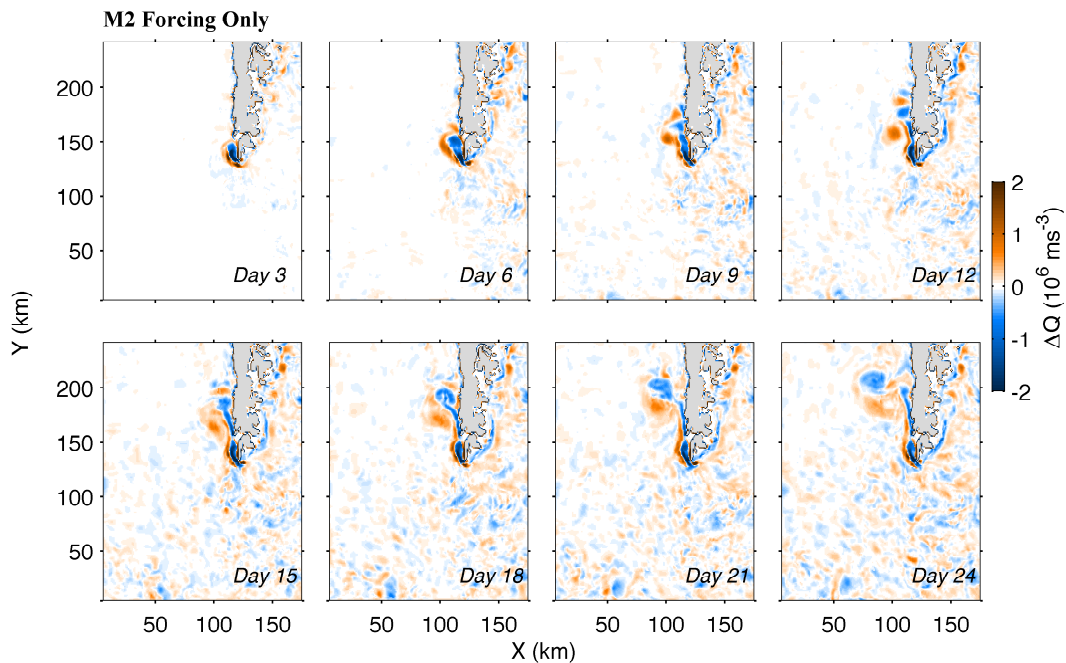 M2 Forcing Only
200
150
100
50
Day 3
Day 6
Day 9
Day 12
2
1
0
-1
-2
ΔQ (10⁶ ms⁻³)
Y (km)
200
150
100
50
Day 15
Day 18
Day 21
Day 24
50 100 150 50 100 150 50 100 150 50 100 150
X (km)